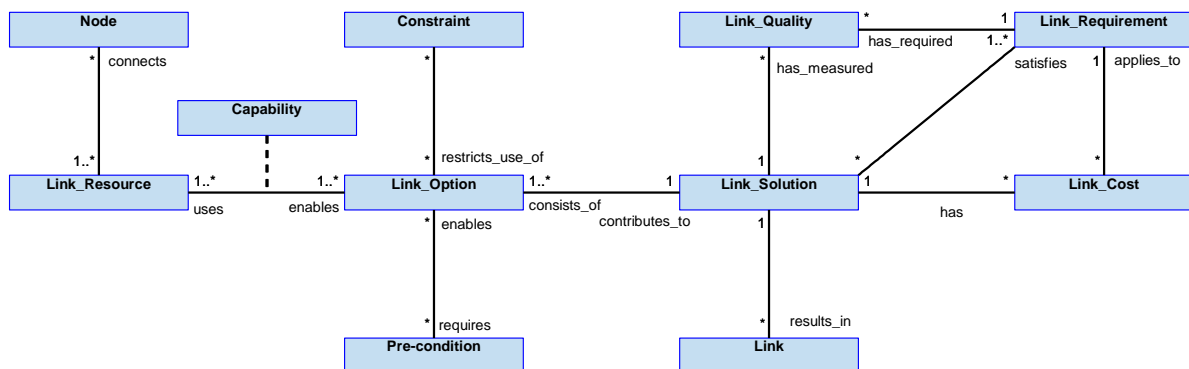 Node
Constraint
Link_Quality
Link_Requirement
* connects
*
* has_required 1
* has_measured
1..* satisfies
1 applies_to
Capability
1..*
* restricts_use_of
1
*
*
Link_Resource
Link_Option
Link_Solution
Link_Cost
1..* 1..*
1..* 1
1 *
uses enables
consists_of contributes_to
has
* enables
1
* requires
* results_in
Pre-condition
Link